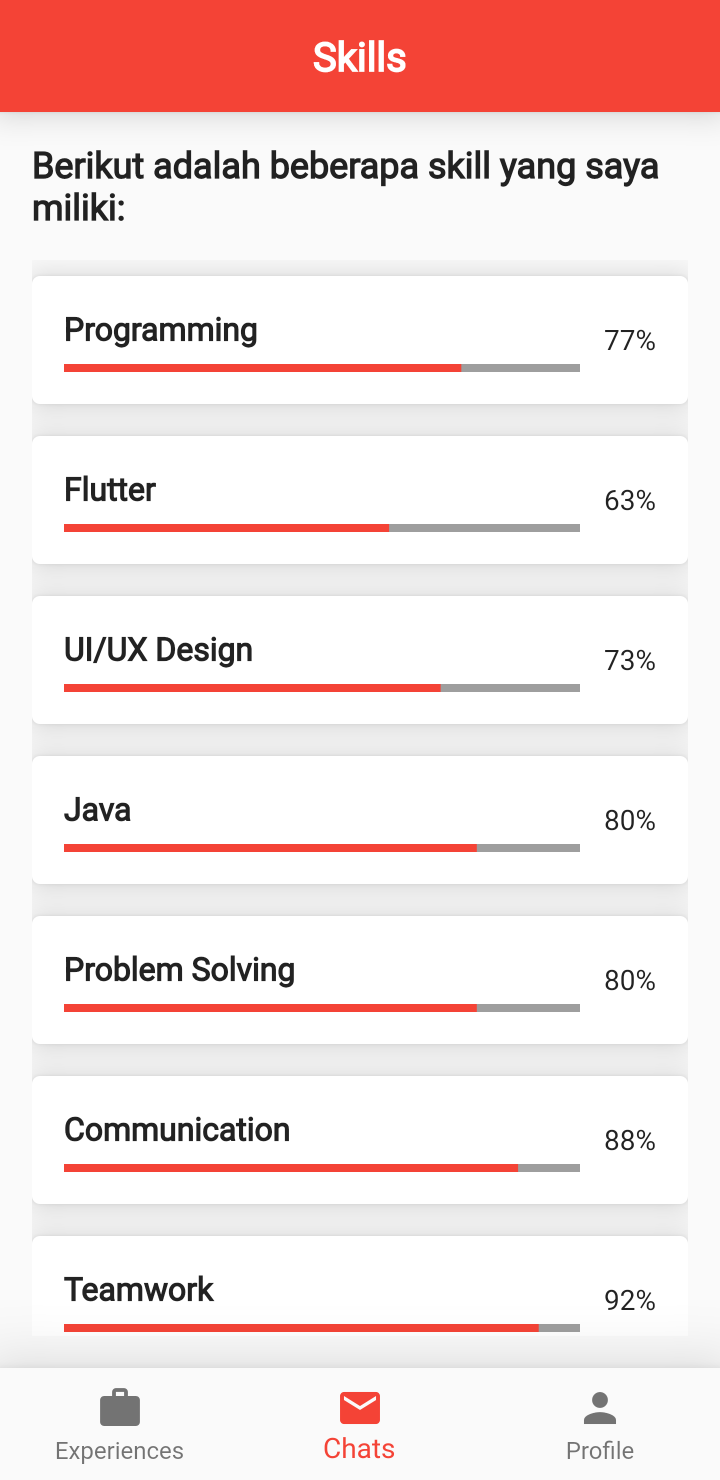 Skills
Berikut adalah beberapa skill yang saya
miliki:
Programming
77%
Flutter
63%
UI/UX Design
73%
Java
80%
Problem Solving
80%
Communication
88%
Teamwork
92%
Experiences
Chats
Profile